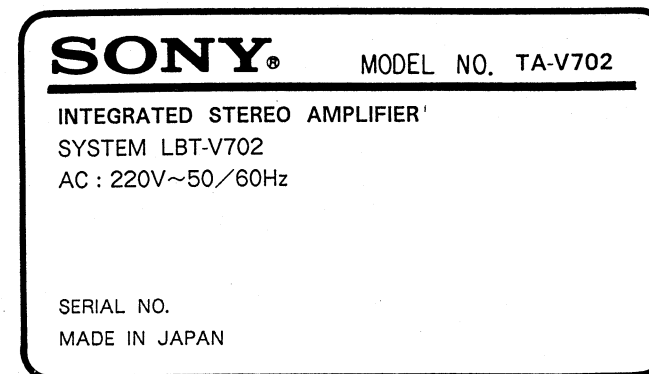 SONY® MODEL NO. TA-V702
INTEGRATED STEREO AMPLIFIER
SYSTEM LBT-V702
AC : 220V~50/60Hz
SERIAL NO.
MADE IN JAPAN